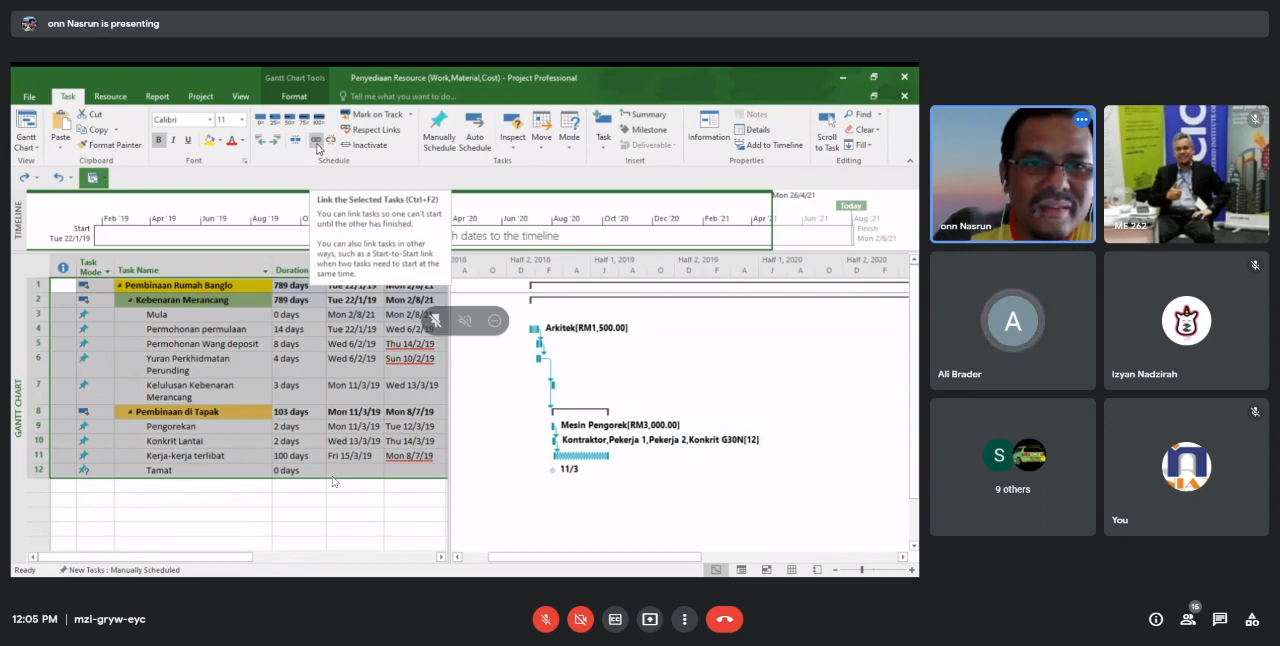 onn Nasrun is presenting
Gantt Chart Tools
Penyediaan Resource (Work,Material,Cost) - Project Professional
File Task Resource Report Project View Format Tell me what you want to do...
Gantt Chart
View
Paste
Cut
Copy
Format Painter
Clipboard
Calibri 11
B I U
Font
Mark on Track
Respect Links
Inactivate
Schedule
Manually Schedule
Auto Schedule
Inspect
Move
Mode
Tasks
Task
Summary
Milestone
Deliverable
Insert
Information
Notes
Details
Add to Timeline
Properties
Scroll to Task
Find
Clear
Fill
Editing
TIMELINE
Mon 26/4/21
Today
Feb '19 Apr '19 Jun '19 Aug '19 Apr '20 Jun '20 Aug '20 Oct '20 Dec '20 Feb '21 Jun '21 Aug '21
Start
Tue 22/1/19
h dates to the timeline
Finish
Mon 2/8/21
Link the Selected Tasks (Ctrl+F2)
You can link tasks so one can't start
until the other has finished.
You can also link tasks in other
ways, such as a Start-to-Start link
when two tasks need to start at the
same time.
GANTT CHART
Task Mode Task Name Duration
2018 Half 2, 2018 Half 1, 2019 Half 2, 2019 Half 1, 2020 Half 2, 2020
A O D F A J A O D F A J A O
1 Pembinaan Rumah Banglo 789 days Tue 22/1/19 Mon 2/8/21
2 Kebenaran Merancang 789 days Tue 22/1/19 Mon 2/8/21
3 Mula 0 days Mon 2/8/21 Mon 2/8/21
4 Permohonan permulaan 14 days Tue 22/1/19 Wed 6/2/ Arkitek[RM1,500.00]
5 Permohonan Wang deposit 8 days Wed 6/2/19 Thu 14/2/19
6 Yuran Perkhidmatan Perunding 4 days Wed 6/2/19 Sun 10/2/19
7 Kelulusan Kebenaran Merancang 3 days Mon 11/3/19 Wed 13/3/19
8 Pembinaan di Tapak 103 days Mon 11/3/19 Mon 8/7/19
9 Pengorekan 2 days Mon 11/3/19 Tue 12/3/19 Mesin Pengorek[RM3,000.00]
10 Konkrit Lantai 2 days Wed 13/3/19 Thu 14/3/19 Kontraktor,Pekerja 1,Pekerja 2,Konkrit G30N[12]
11 Kerja-kerja terlibat 100 days Fri 15/3/19 Mon 8/7/19
12 Tamat 0 days 11/3
Ready New Tasks : Manually Scheduled
onn Nasrun
ME 262
A
Ali Brader
Izyan Nadzirah
S
9 others
You
12:05 PM | mzi-gryw-eyc
15